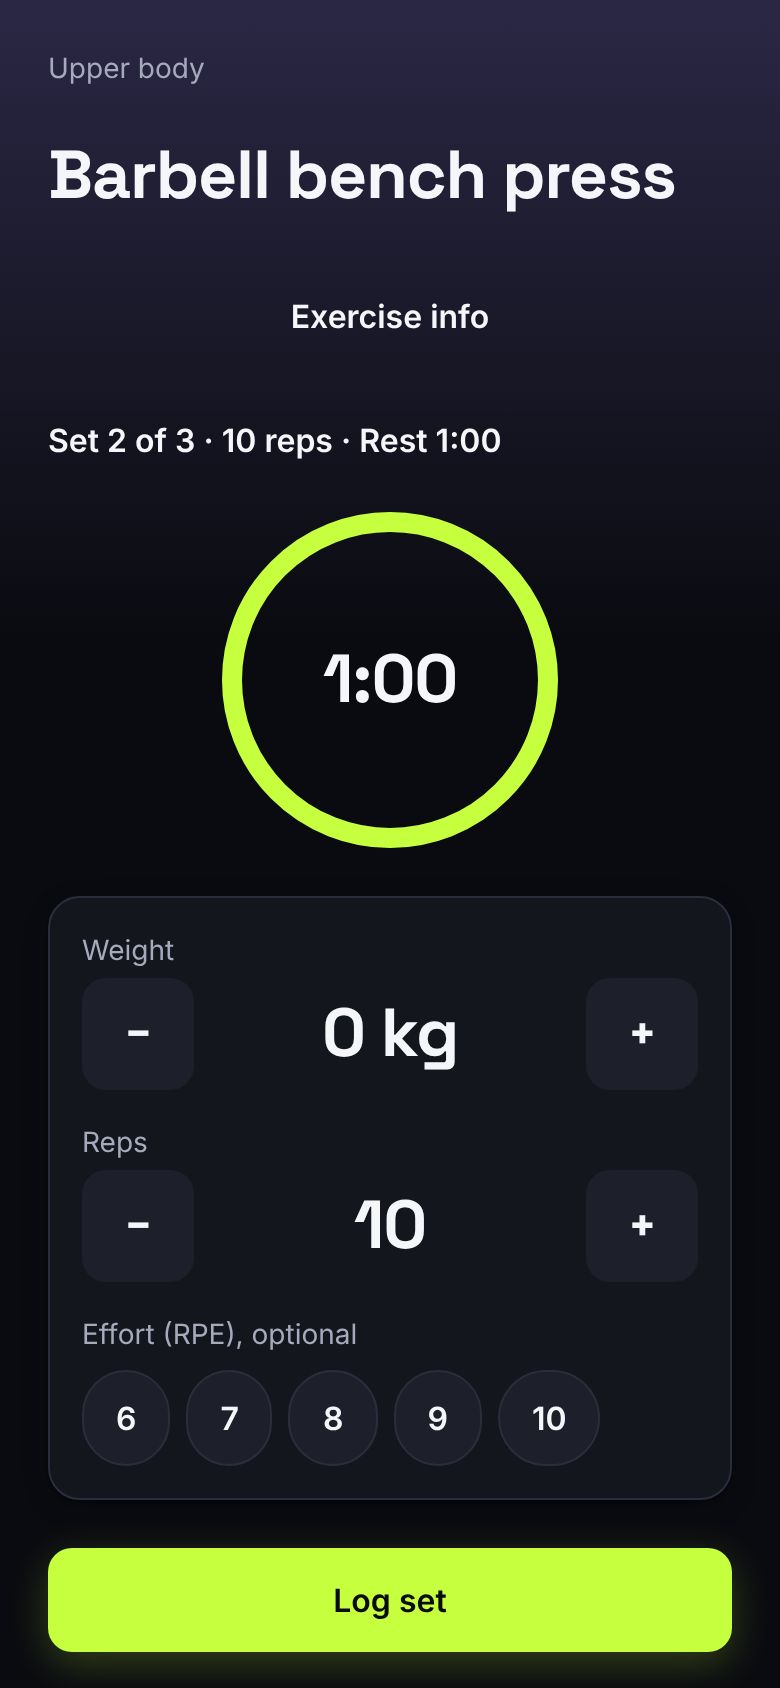 Upper body
Barbell bench press
Exercise info
Set 2 of 3 · 10 reps · Rest 1:00
1:00
Weight
− 0 kg +
Reps
− 10 +
Effort (RPE), optional
6 7 8 9 10
Log set